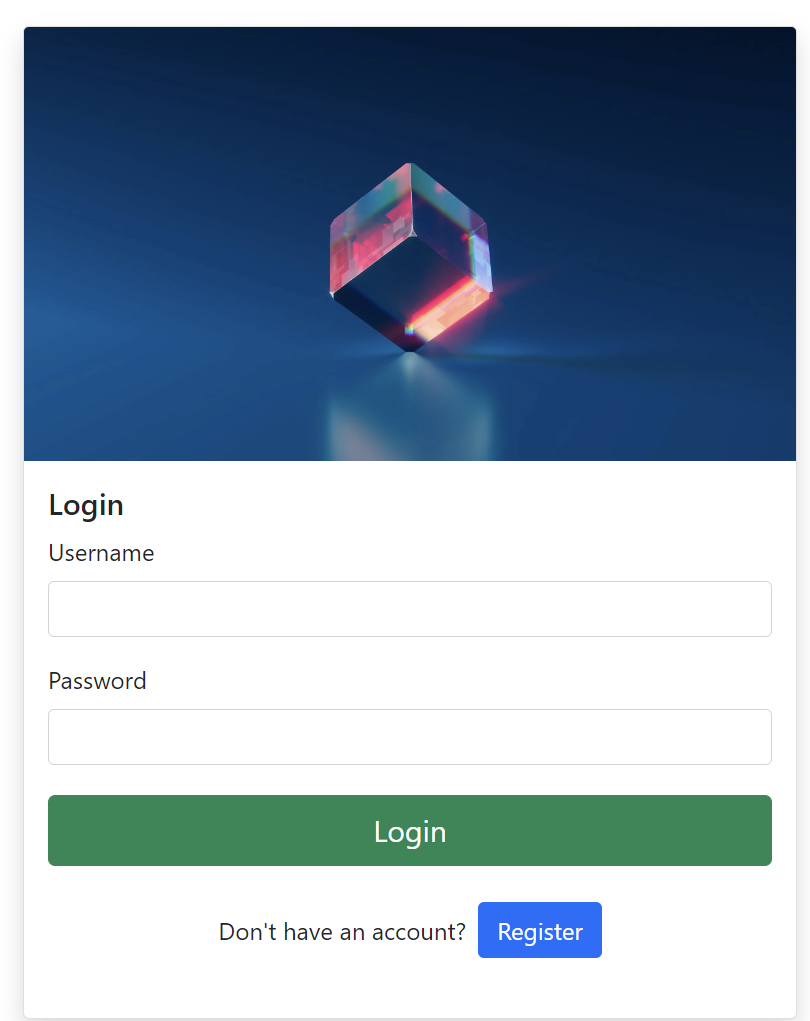 Login
Username
Password
Login
Don't have an account? Register